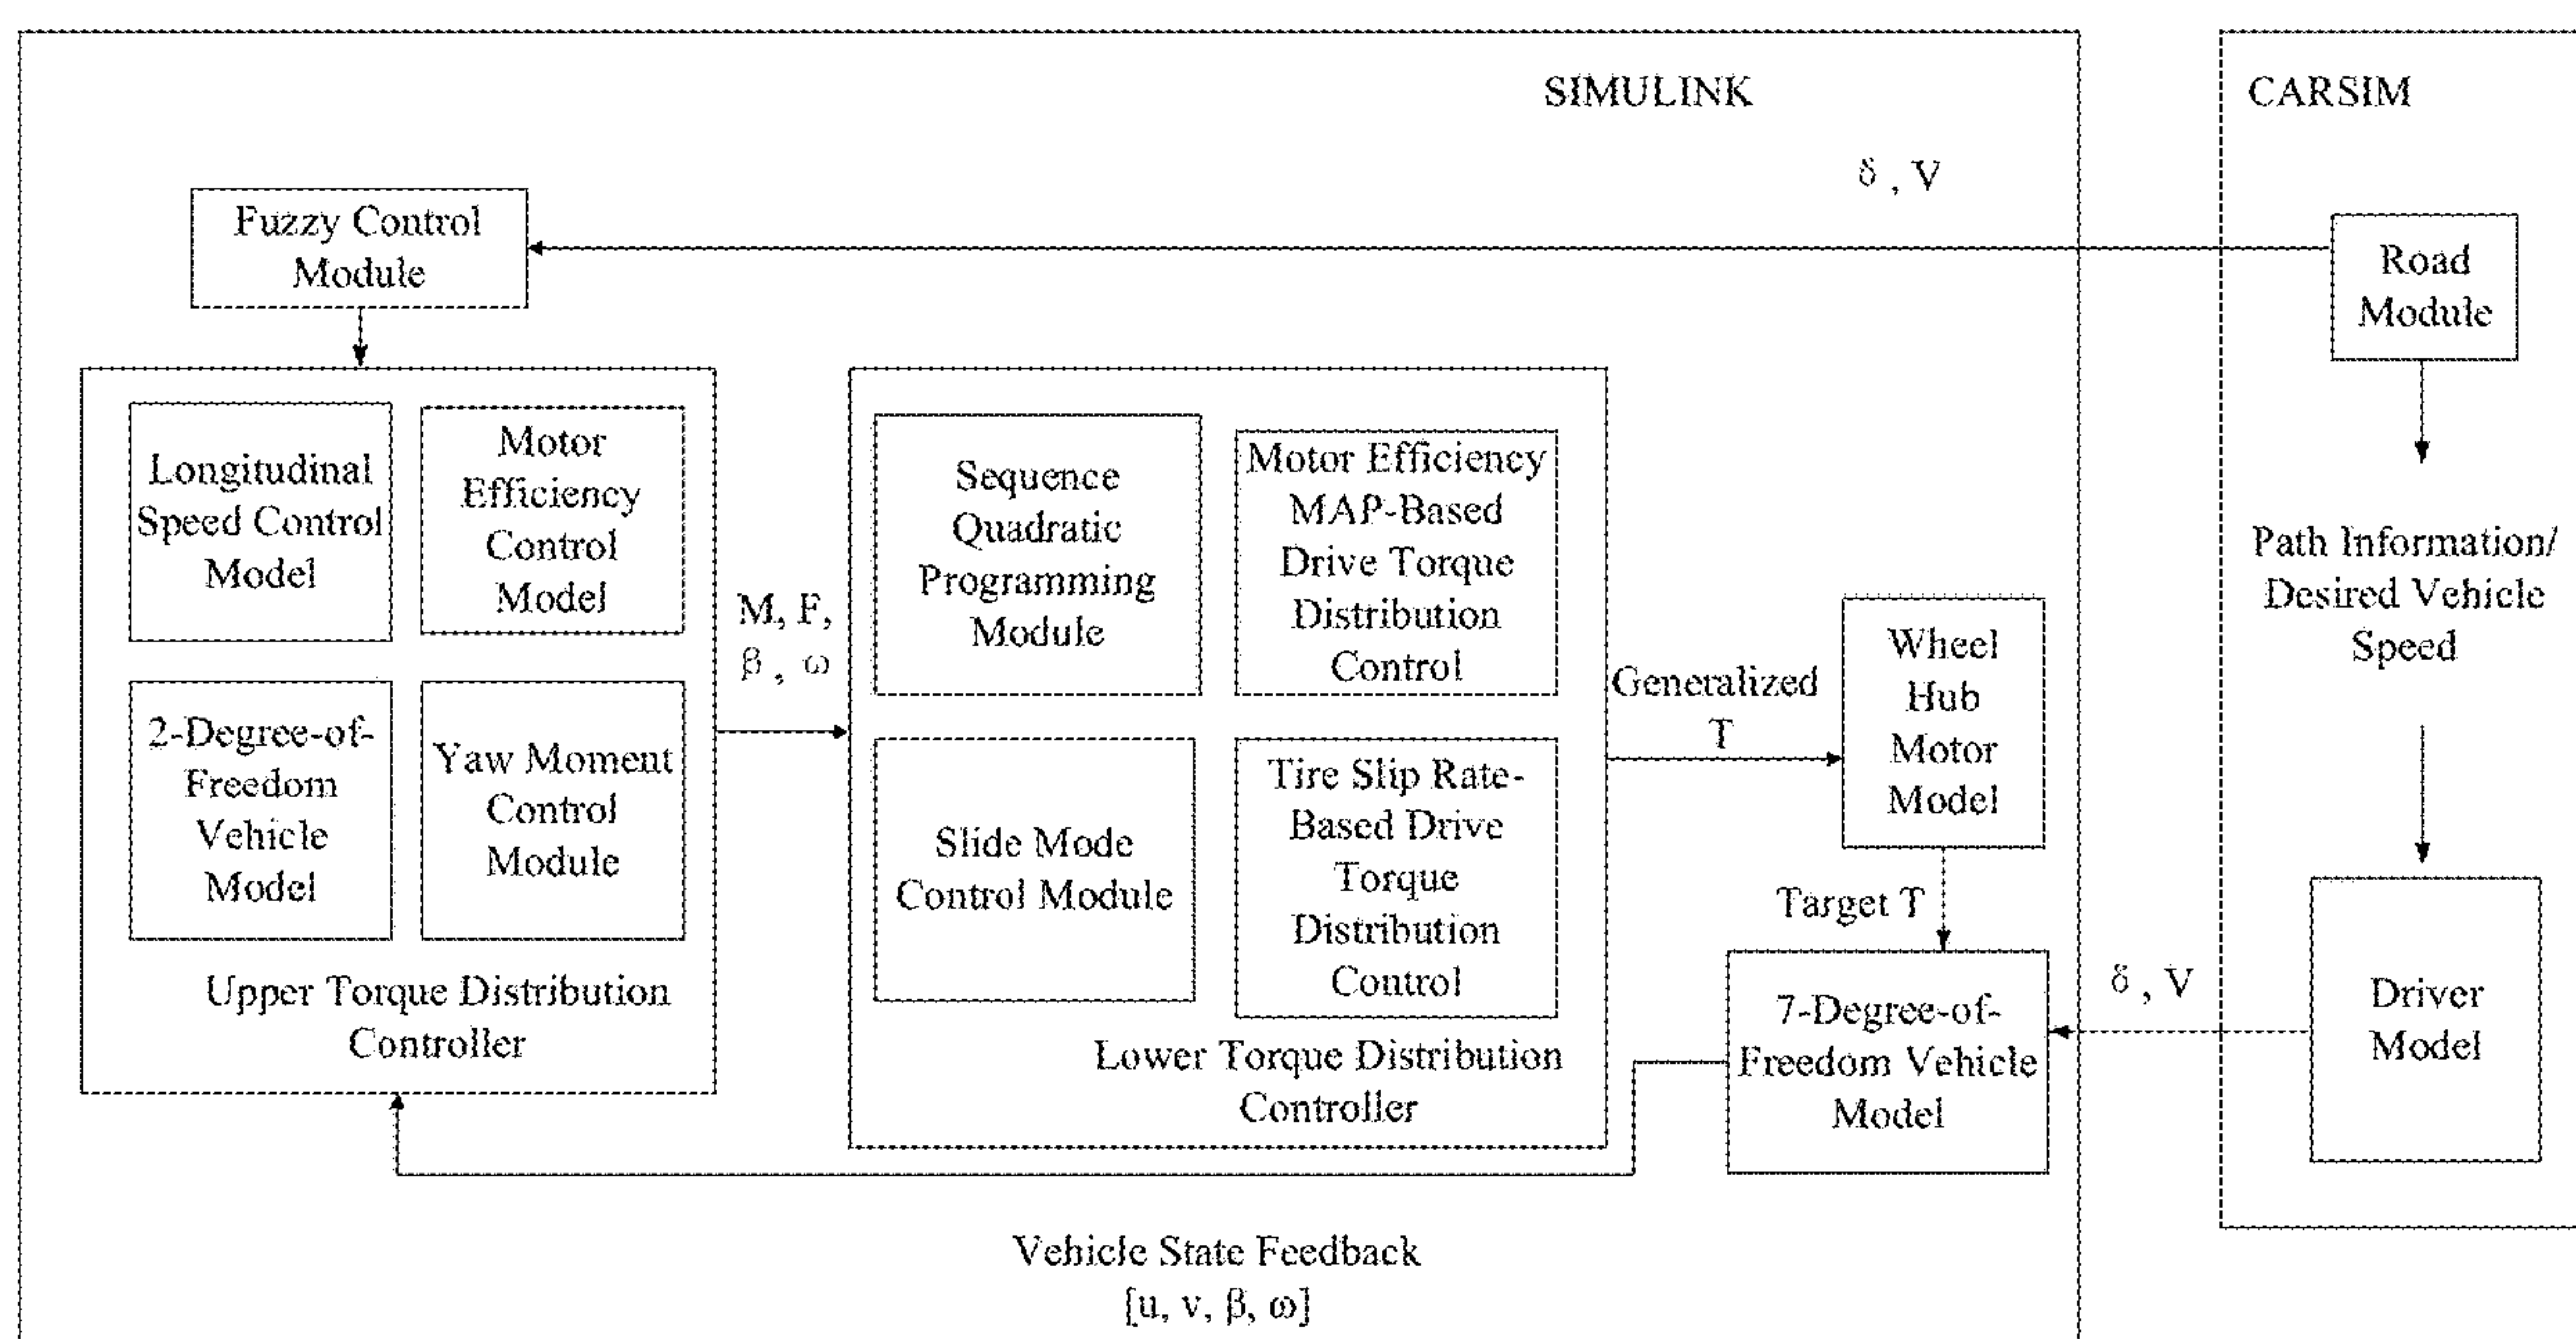 SIMULINK
CARSIM
δ, V
Fuzzy Control
Module
Road
Module
Longitudinal
Speed Control
Model
Motor
Efficiency
Control
Model
2-Degree-of-
Freedom
Vehicle
Model
Yaw Moment
Control
Module
Upper Torque Distribution
Controller
M, F,
β, ω
Sequence
Quadratic
Programming
Module
Motor Efficiency
MAP-Based
Drive Torque
Distribution
Control
Slide Mode
Control Module
Tire Slip Rate-
Based Drive
Torque
Distribution
Control
Lower Torque Distribution
Controller
Generalized
T
Wheel
Hub
Motor
Model
Target T
7-Degree-of-
Freedom Vehicle
Model
δ, V
Path Information/
Desired Vehicle
Speed
Driver
Model
Vehicle State Feedback
[u, v, β, ω]